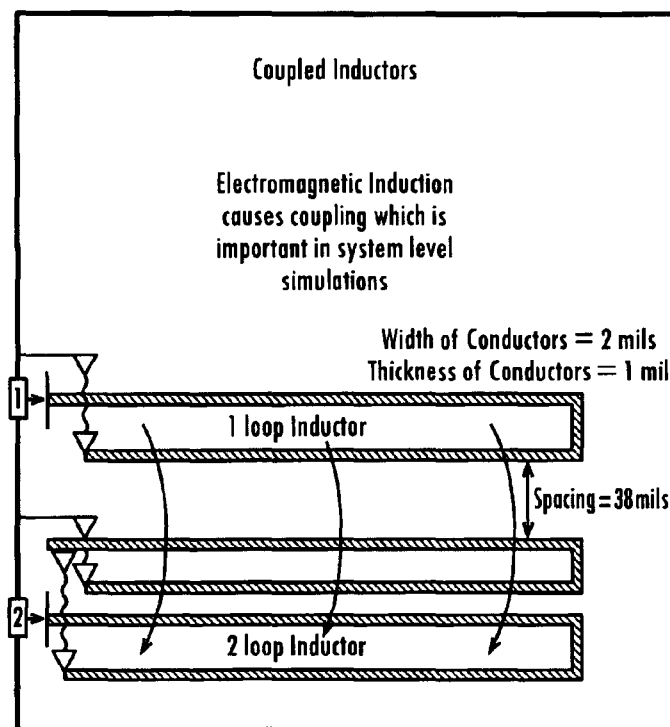 Coupled Inductors
Electromagnetic Induction
causes coupling which is
important in system level
simulations
Width of Conductors = 2 mils
Thickness of Conductors = 1 mil
1
1 loop Inductor
Spacing=38mils
2
2 loop Inductor